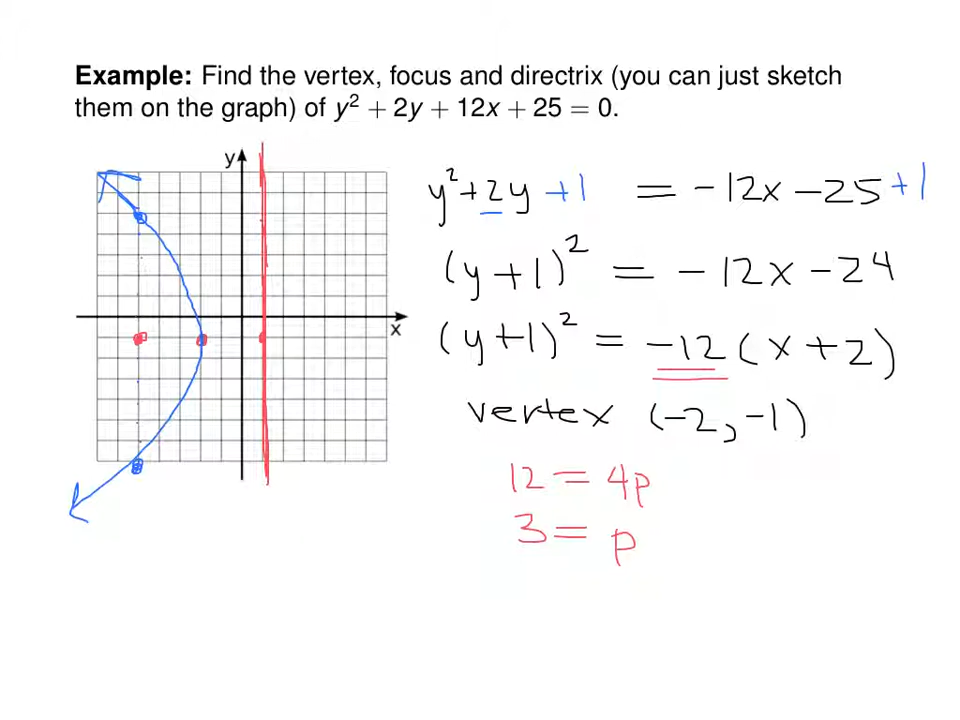 Example: Find the vertex, focus and directrix (you can just sketch
them on the graph) of y² + 2y + 12x + 25 = 0.
y
x
y²+2y +1 = -12x -25+1
(y+1)² = -12x -24
(y+1)² = -12(x+2)
vertex (-2,-1)
12 = 4p
3 = p